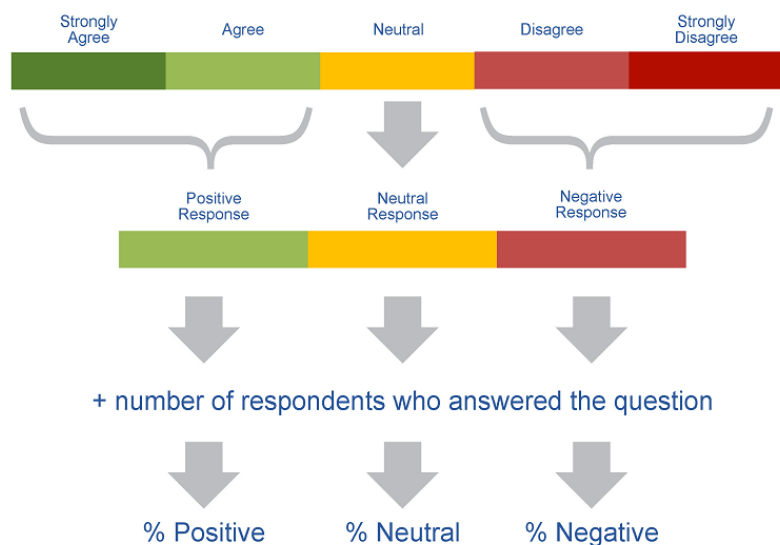 Strongly Agree
Agree
Neutral
Disagree
Strongly Disagree
Positive Response
Neutral Response
Negative Response
+ number of respondents who answered the question
% Positive
% Neutral
% Negative